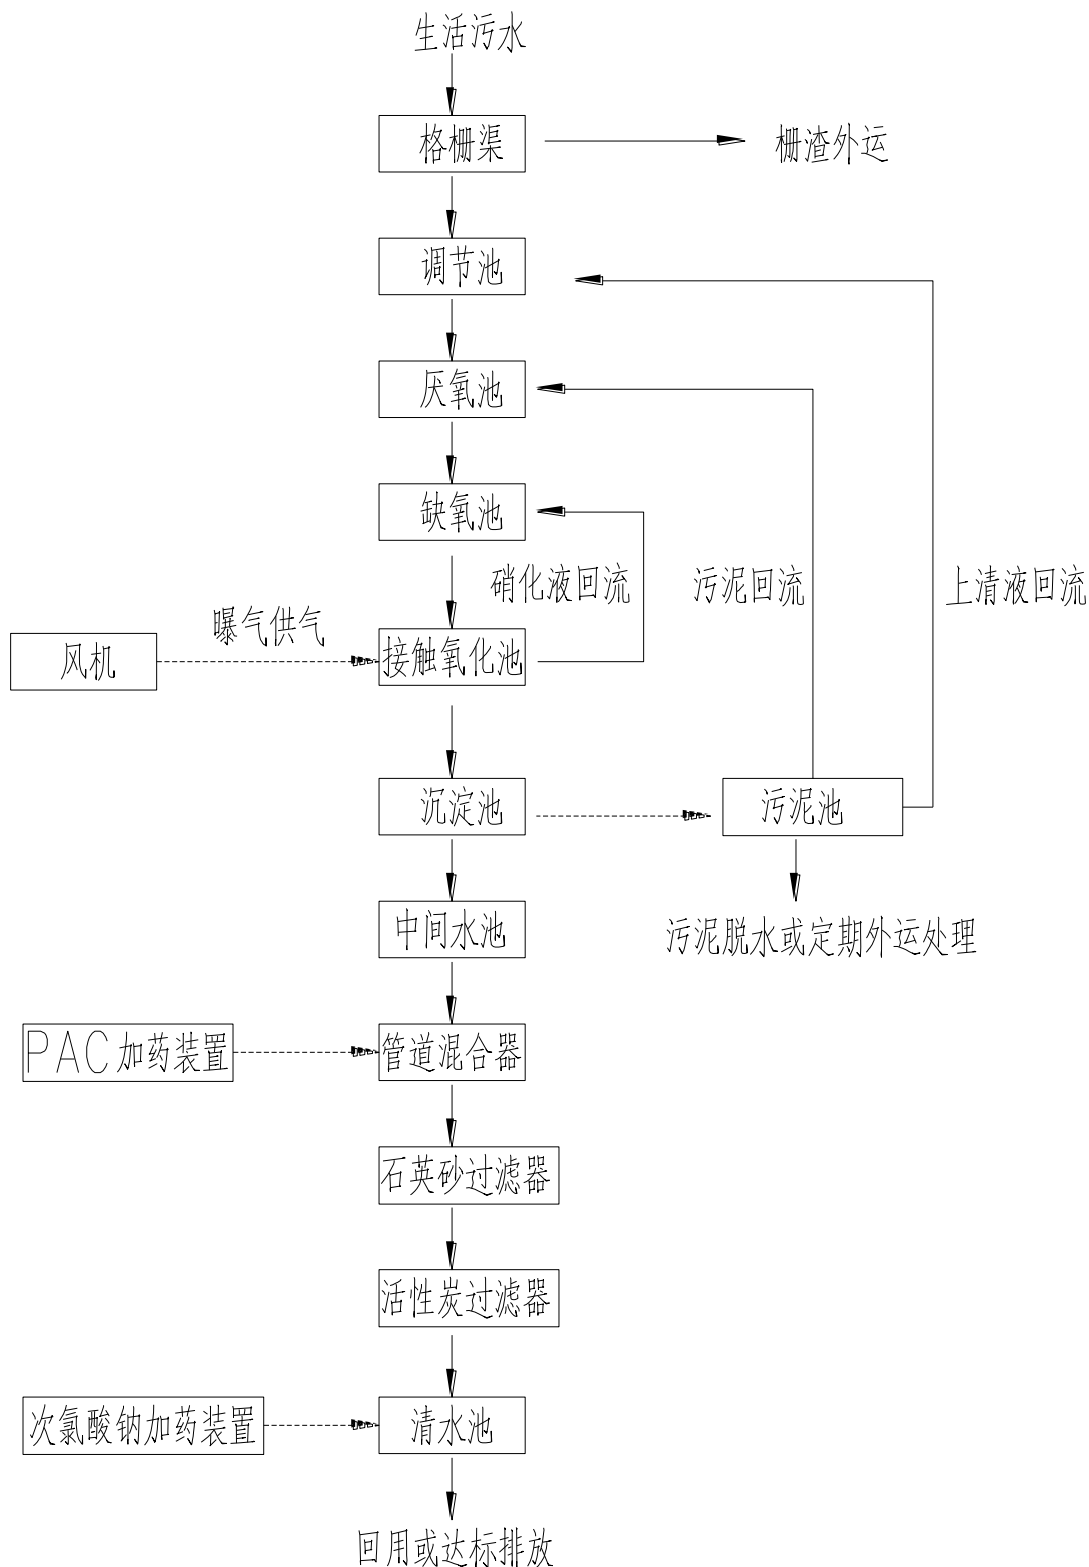 生活污水
格栅渠
栅渣外运
调节池
厌氧池
缺氧池
硝化液回流
污泥回流
上清液回流
曝气供气
风机
接触氧化池
沉淀池
污泥池
中间水池
污泥脱水或定期外运处理
PAC加药装置
管道混合器
石英砂过滤器
活性炭过滤器
次氯酸钠加药装置
清水池
回用或达标排放